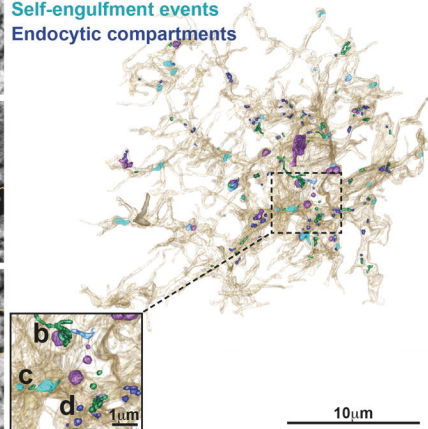 Self-engulfment events
Endocytic compartments
b
c
d
1μm
10μm